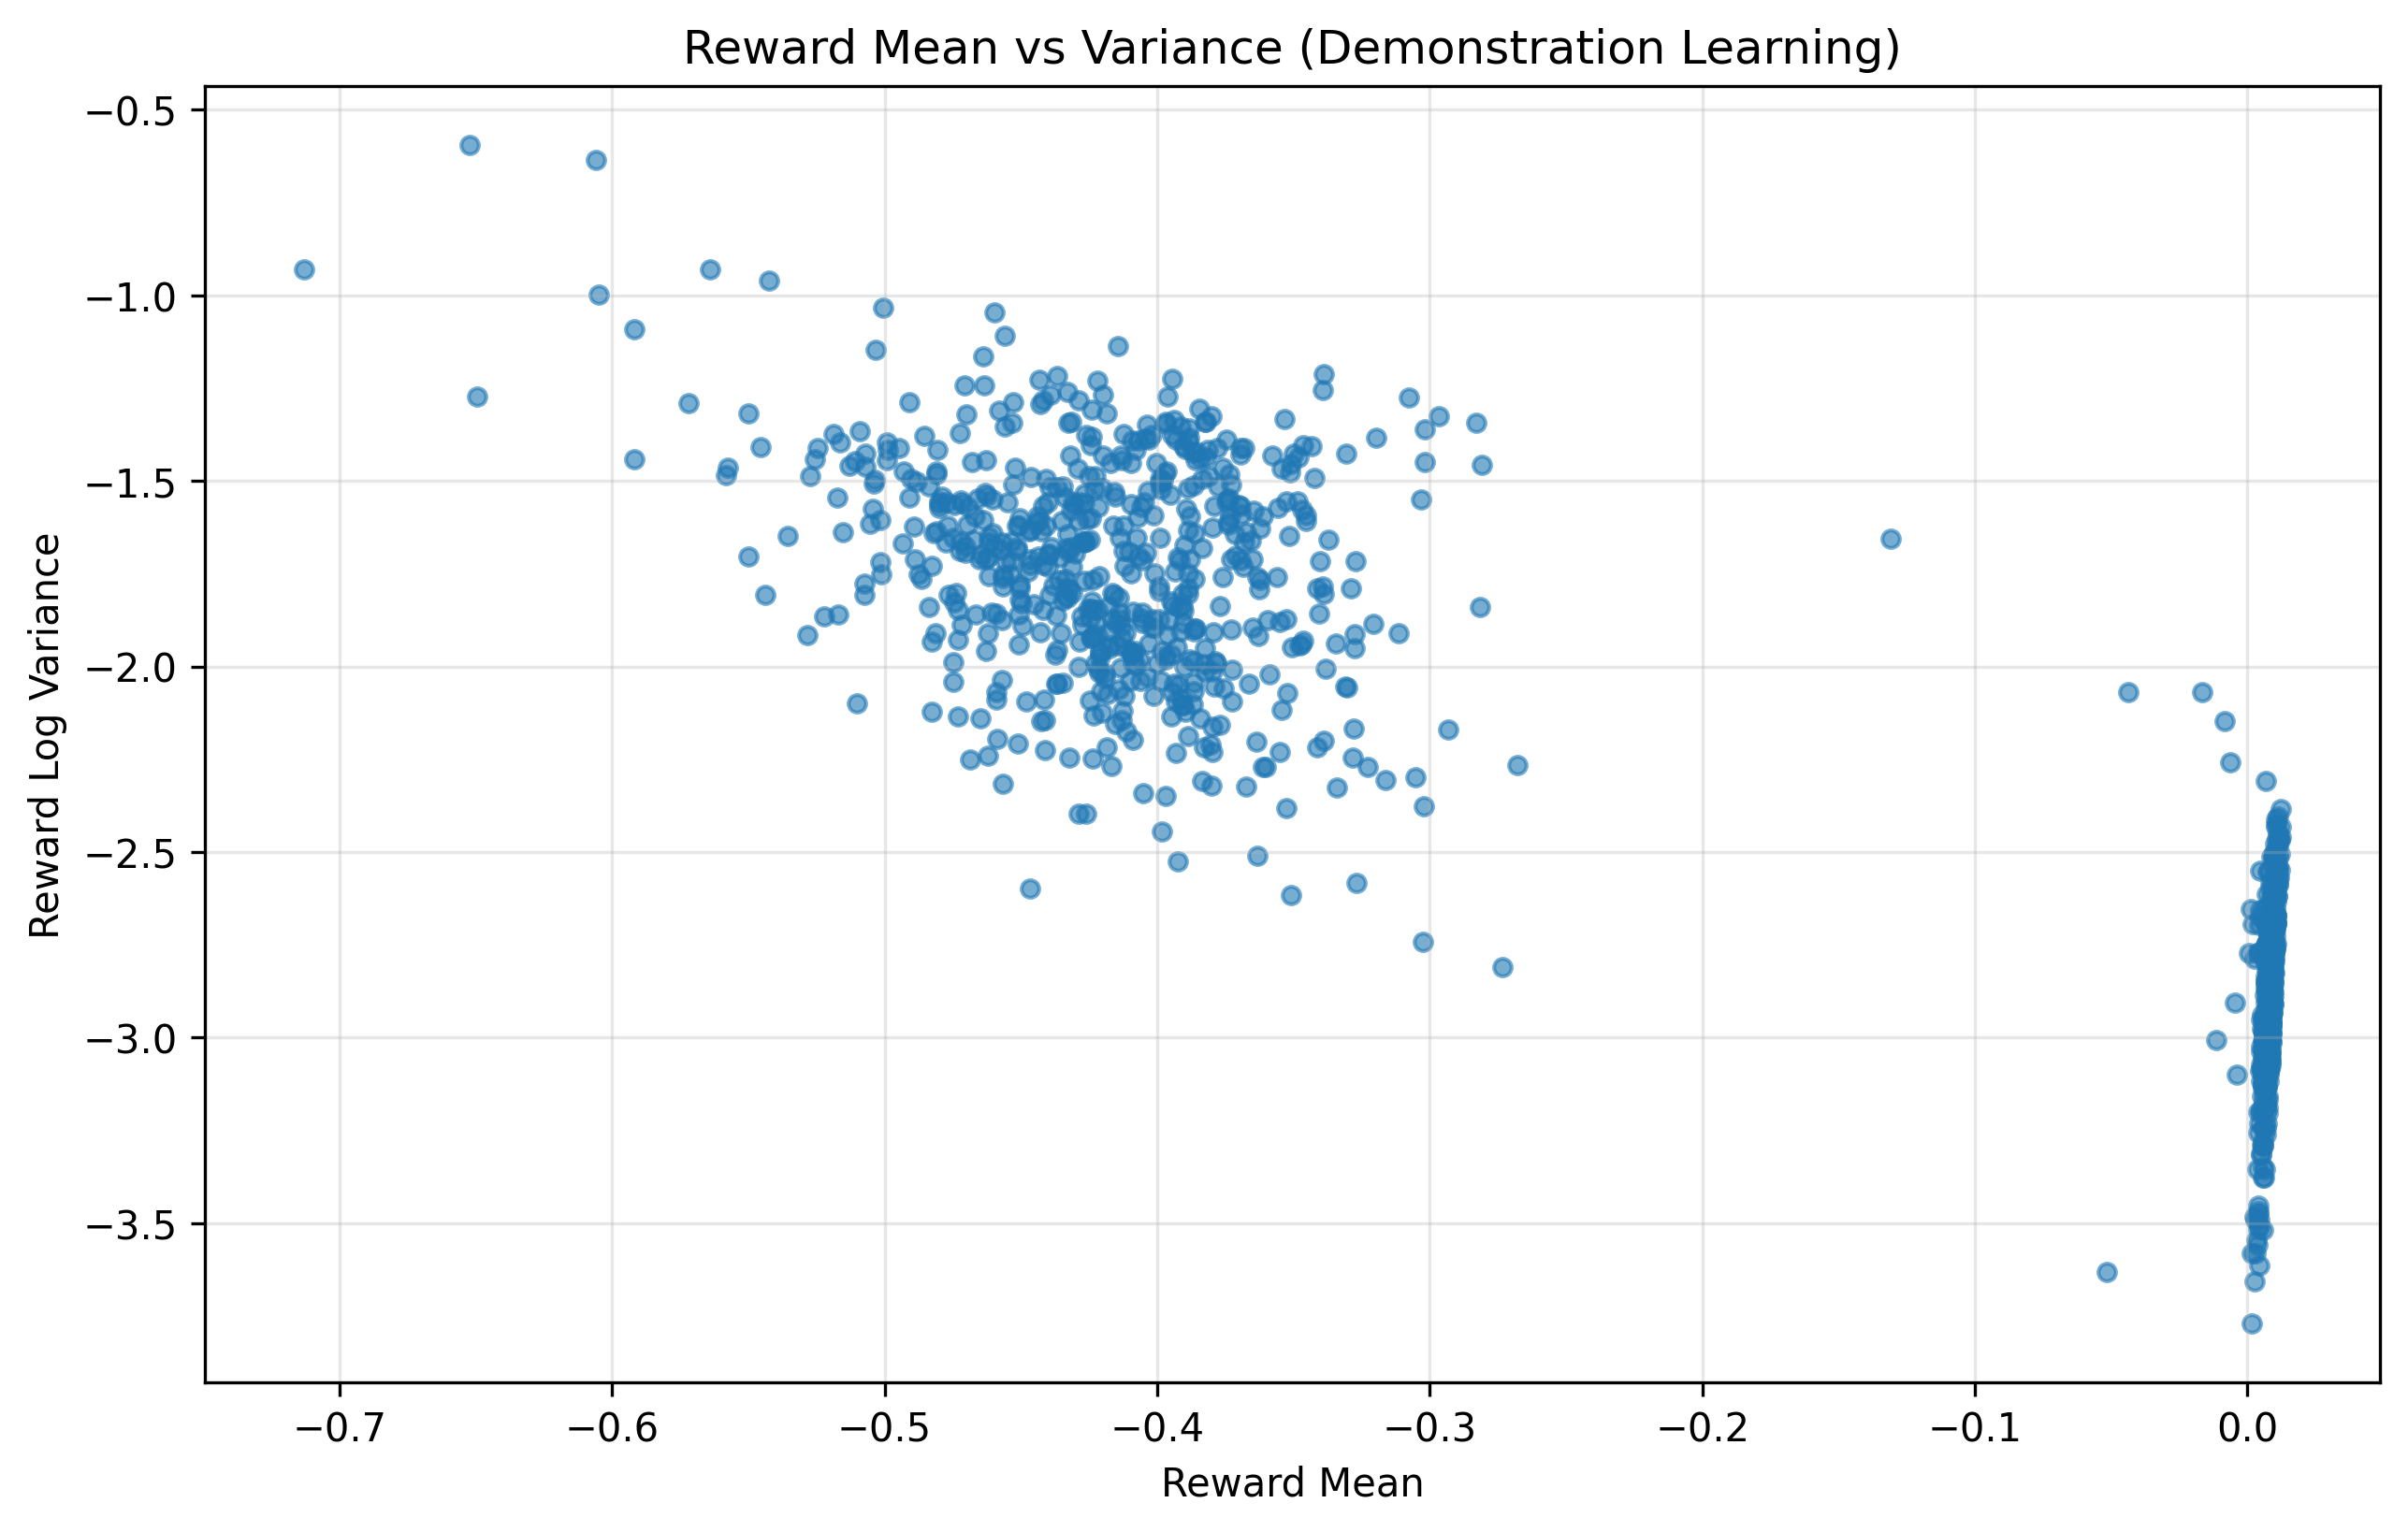 Reward Mean vs Variance (Demonstration Learning)
Reward Log Variance
−0.5
−1.0
−1.5
−2.0
−2.5
−3.0
−3.5
−0.7 −0.6 −0.5 −0.4 −0.3 −0.2 −0.1 0.0
Reward Mean